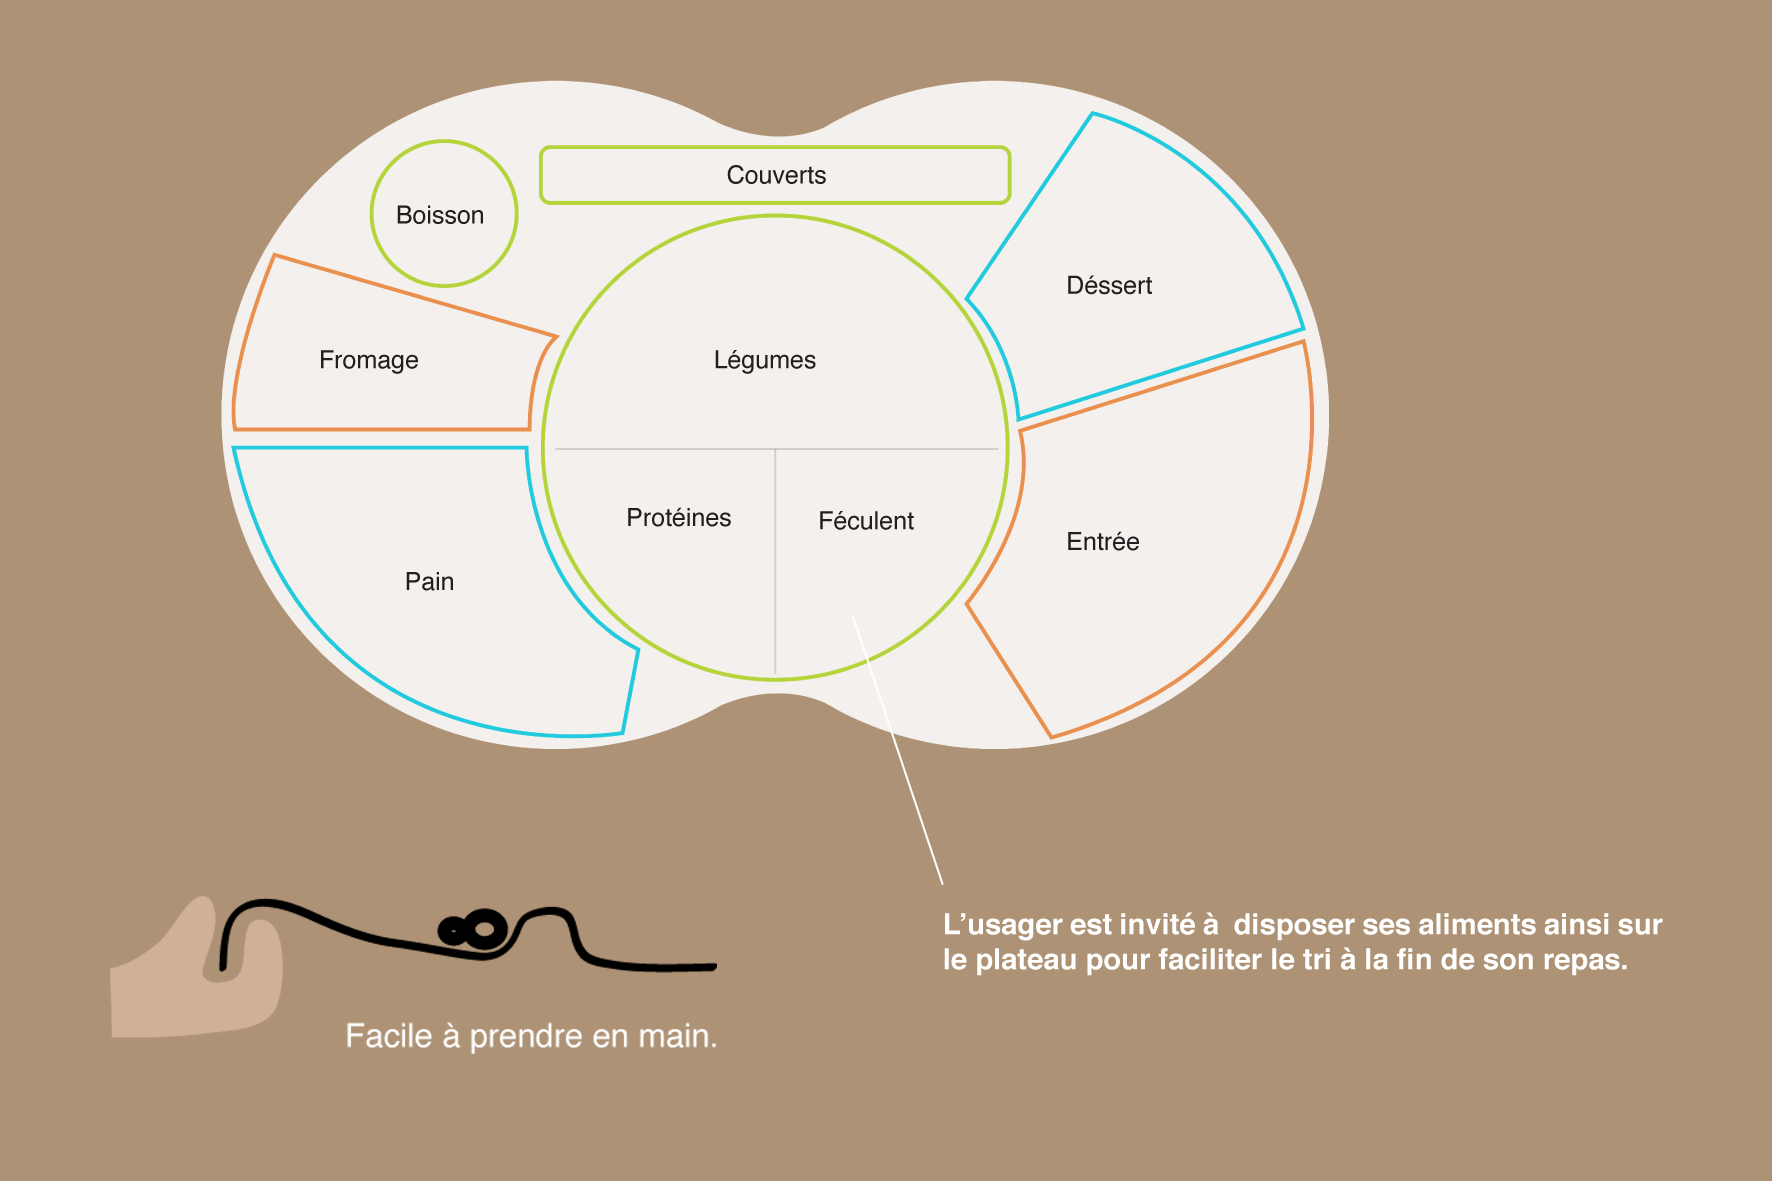 Couverts
Boisson
Déssert
Fromage
Légumes
Protéines
Féculent
Entrée
Pain
L'usager est invité à  disposer ses aliments ainsi sur
le plateau pour faciliter le tri à la fin de son repas.
Facile à prendre en main.